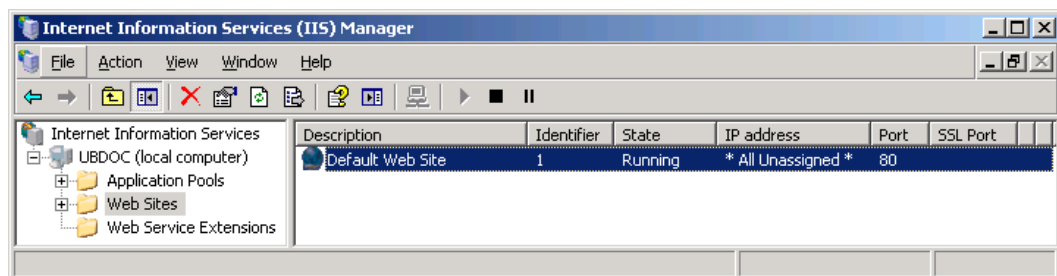 Internet Information Services (IIS) Manager
File Action View Window Help
Internet Information Services
UBDOC (local computer)
Application Pools
Web Sites
Web Service Extensions
Description Identifier State IP address Port SSL Port
Default Web Site 1 Running * All Unassigned * 80